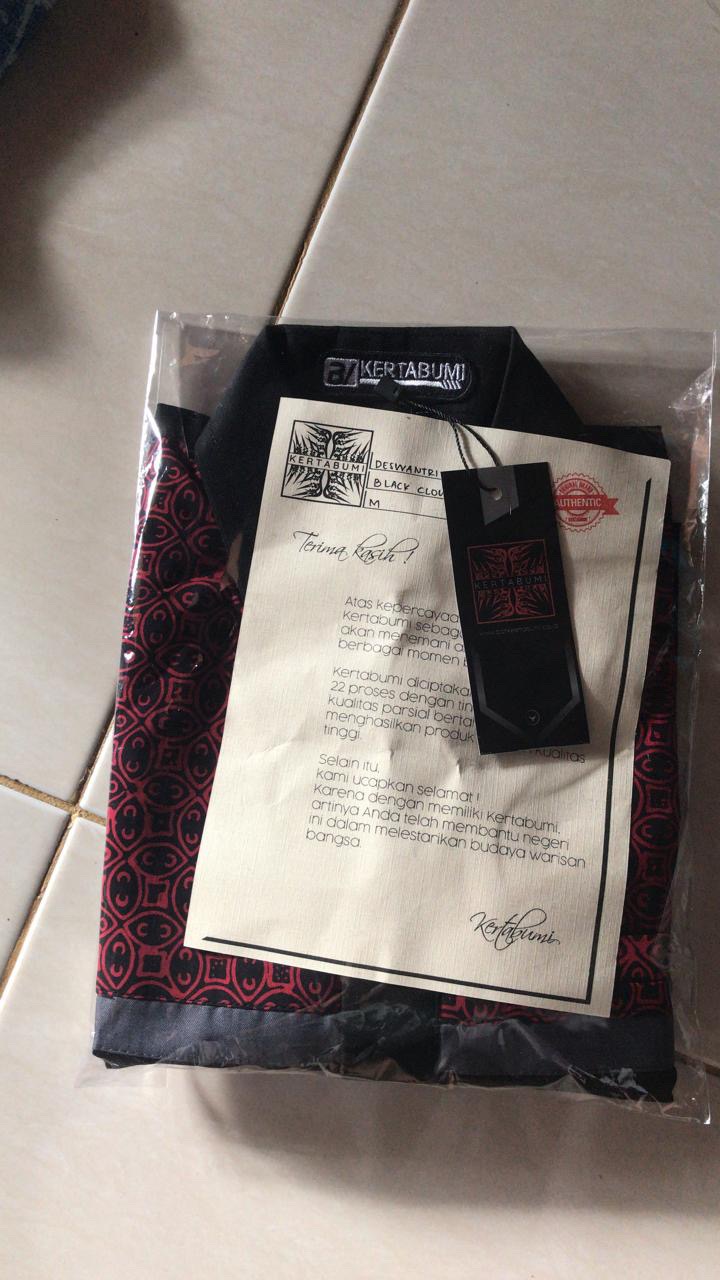 KERTABUMI
KERTABUMI
DESWANTRI
BLACK CLOU
M
AUTHENTIC
KERTABUMI
Terima kasih !
Atas kepercayaa
Kertabumi sebag
akan menemani a
berbagai momen
Kertabumi diciptaka
22 proses dengan tin
kualitas parsial berta
menghasilkan produk kualitas
tinggi.
Selain itu,
kami ucapkan selamat !
Karena dengan memiliki Kertabumi,
artinya Anda telah membantu negeri
ini dalam melestarikan budaya warisan
bangsa.
Kertabumi